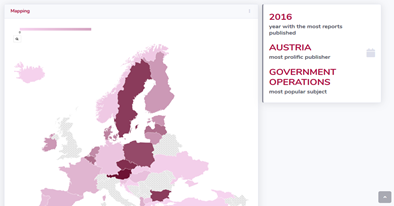 Mapping
2016
year with the most reports
published
AUSTRIA
most prolific publisher
GOVERNMENT
OPERATIONS
most popular subject